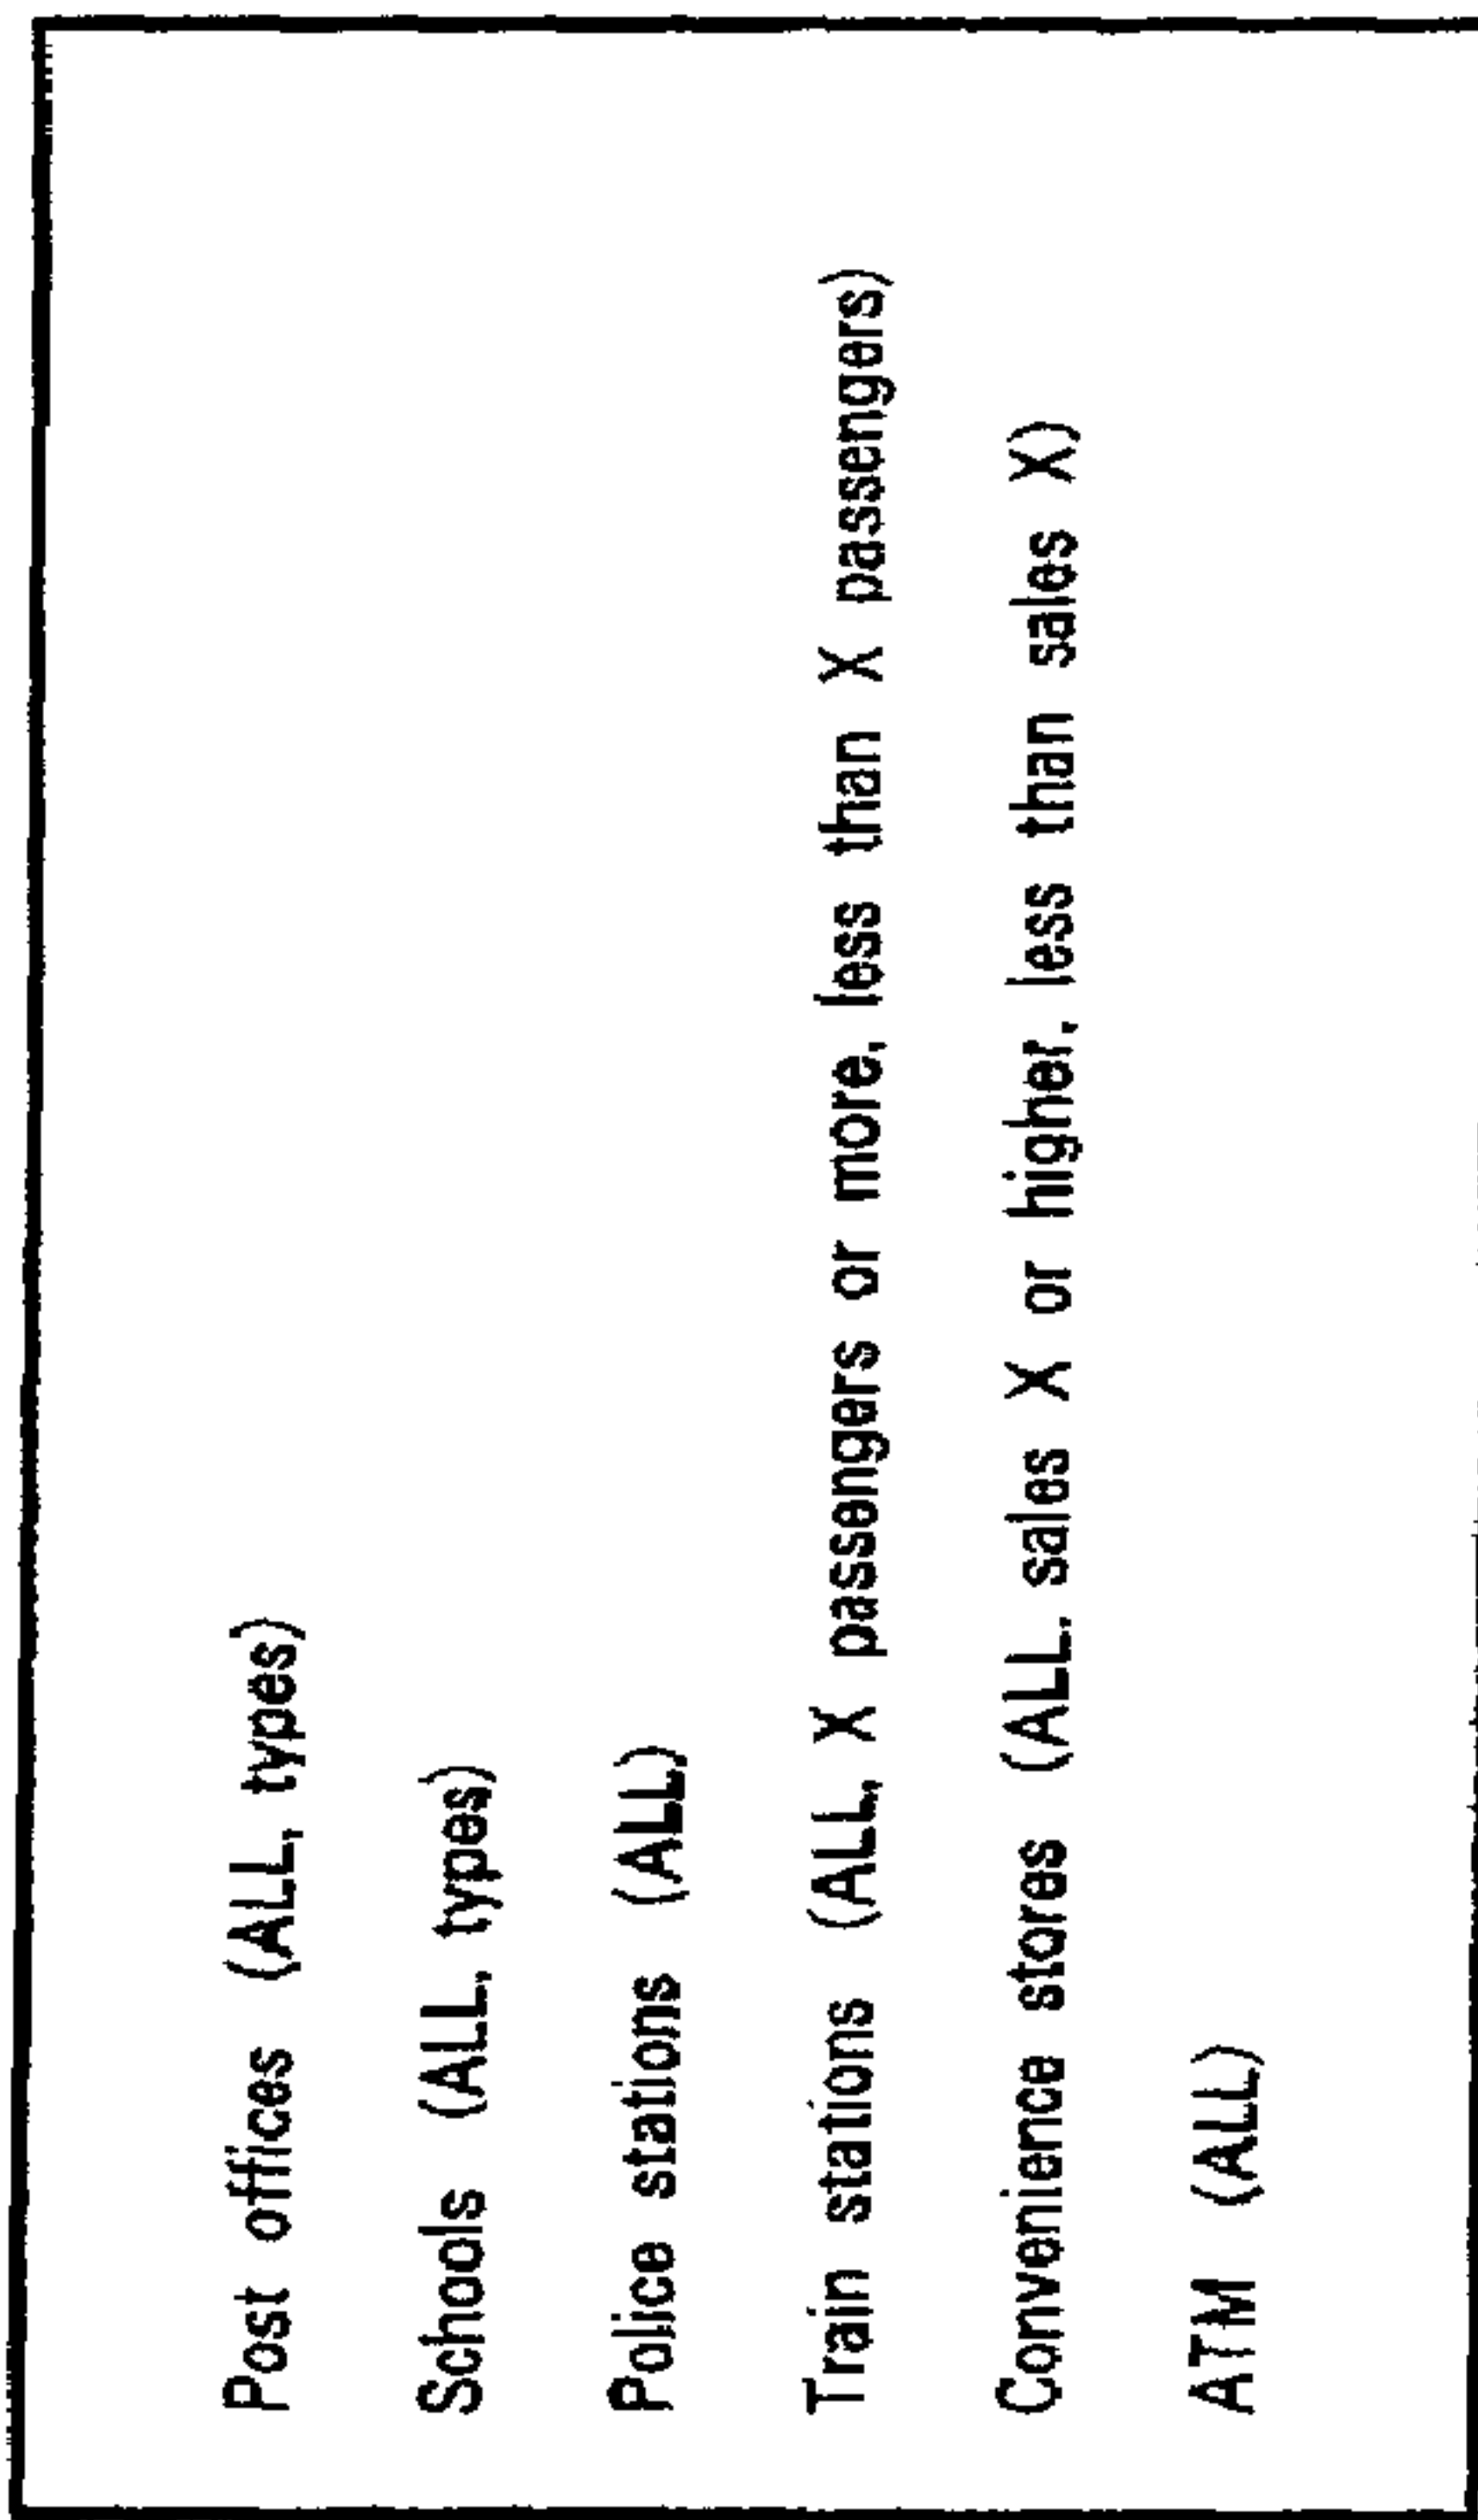 Post offices (ALL, types)
Schools (ALL, types)
Police stations (ALL)
Train stations (ALL, X passengers or more, less than X passengers)
Convenience stores (ALL, sales X or higher, less than sales X)
ATM (ALL)